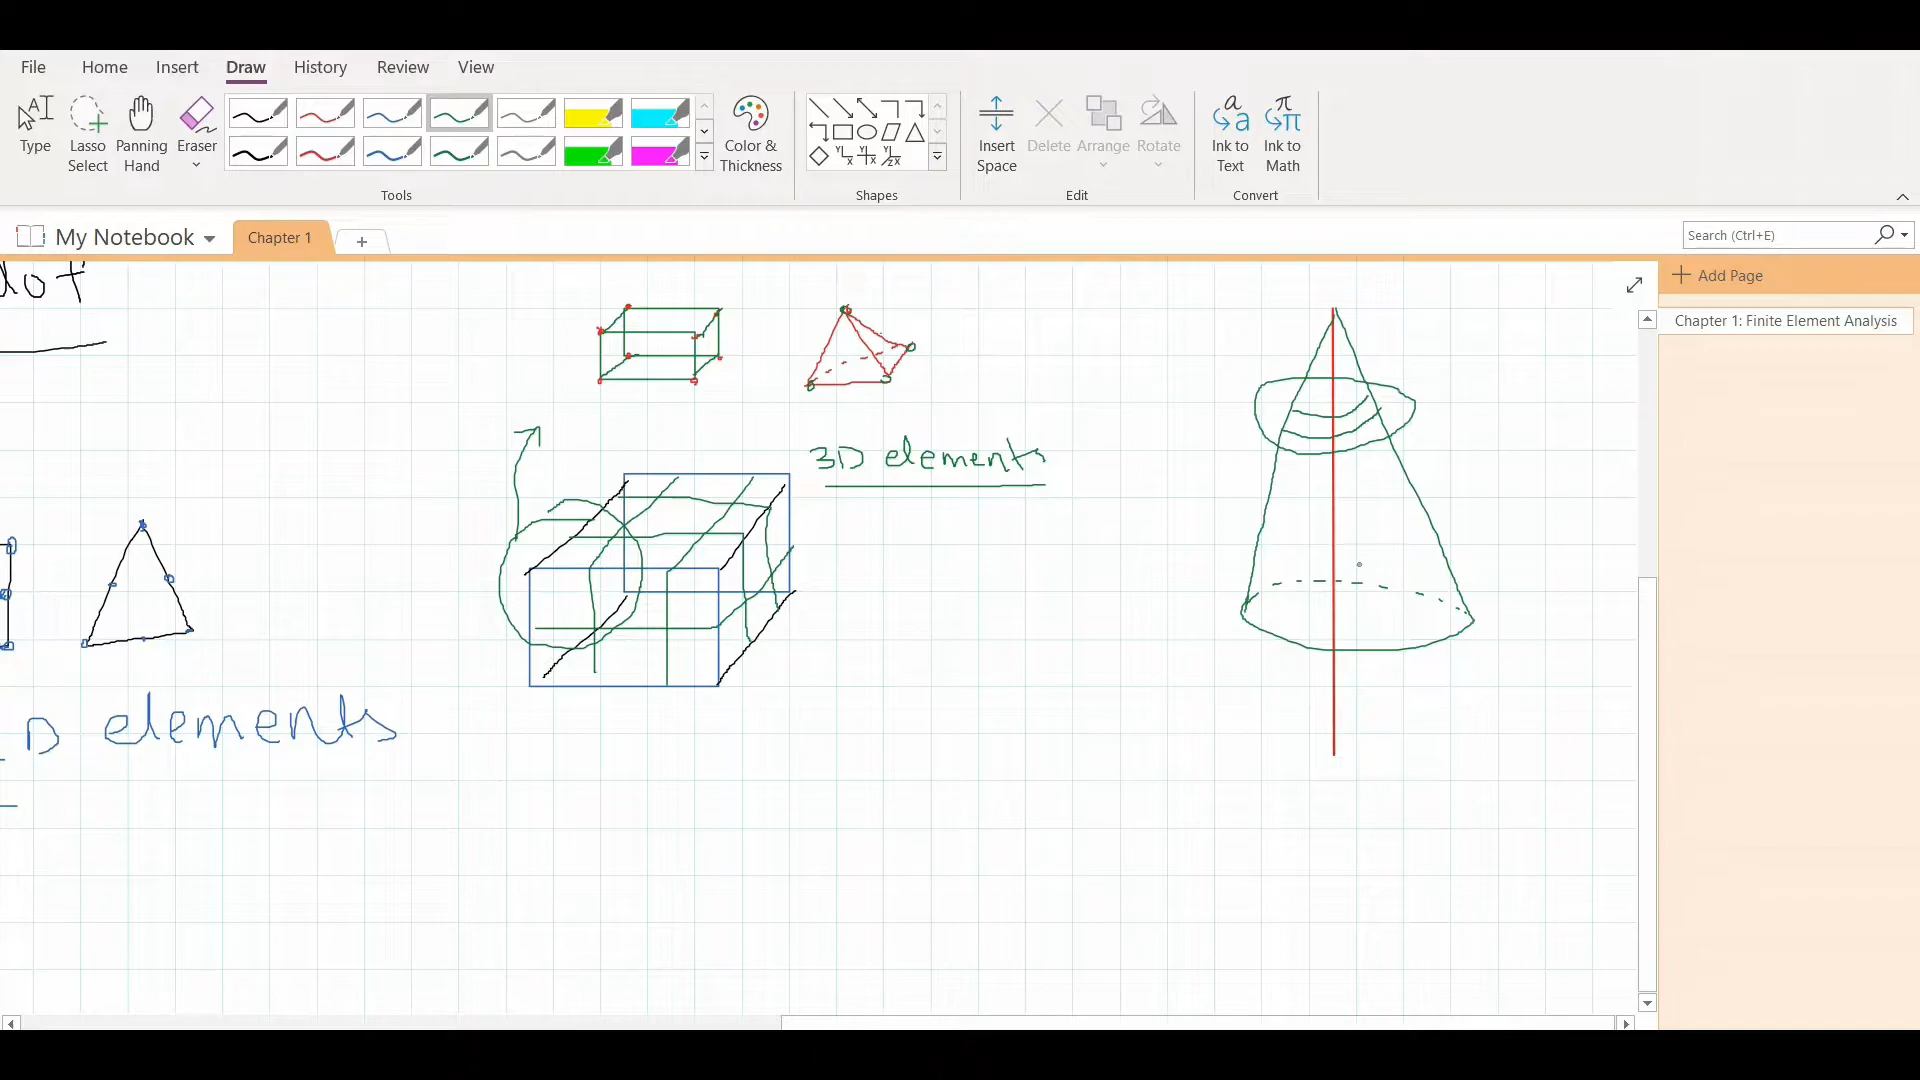 File Home Insert Draw History Review View
Type
Lasso Select
Panning Hand
Eraser
Color & Thickness
Insert Space
Delete
Arrange
Rotate
Ink to Text
Ink to Math
Tools
Shapes
Edit
Convert
My Notebook
Chapter 1
Search (Ctrl+E)
Add Page
Chapter 1: Finite Element Analysis
3D elements
D elements